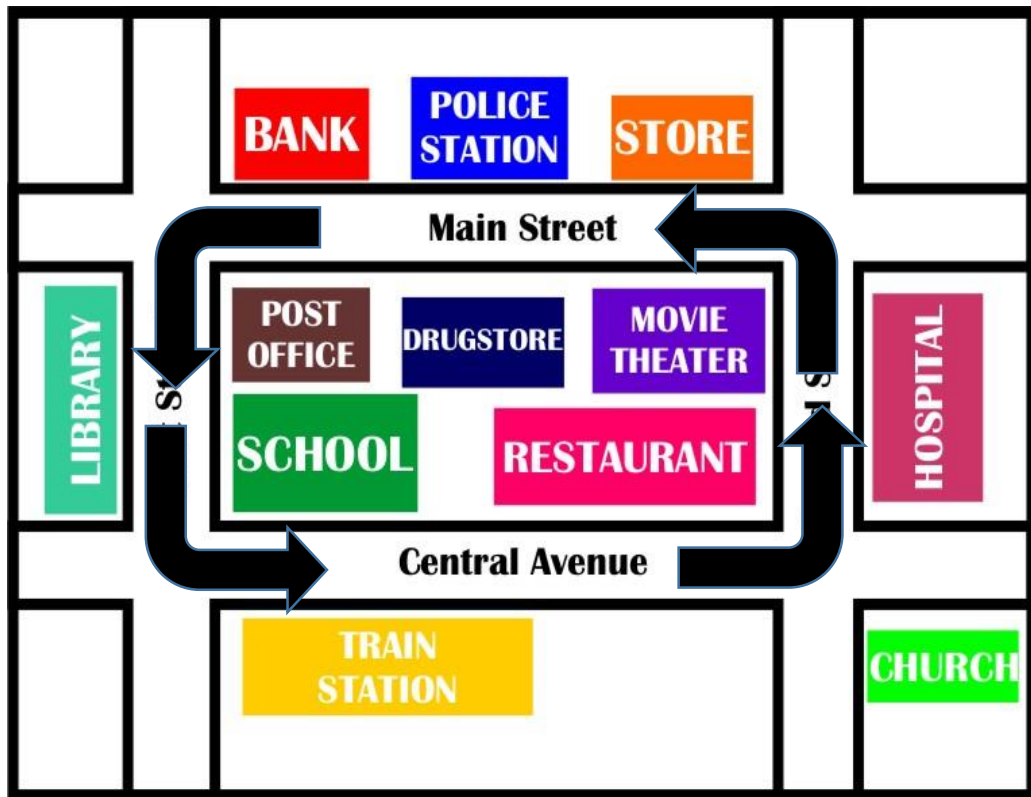 BANK
POLICE
STATION
STORE
Main Street
POST
OFFICE
DRUGSTORE
MOVIE
THEATER
LIBRARY
HOSPITAL
SCHOOL
RESTAURANT
Central Avenue
TRAIN
STATION
CHURCH